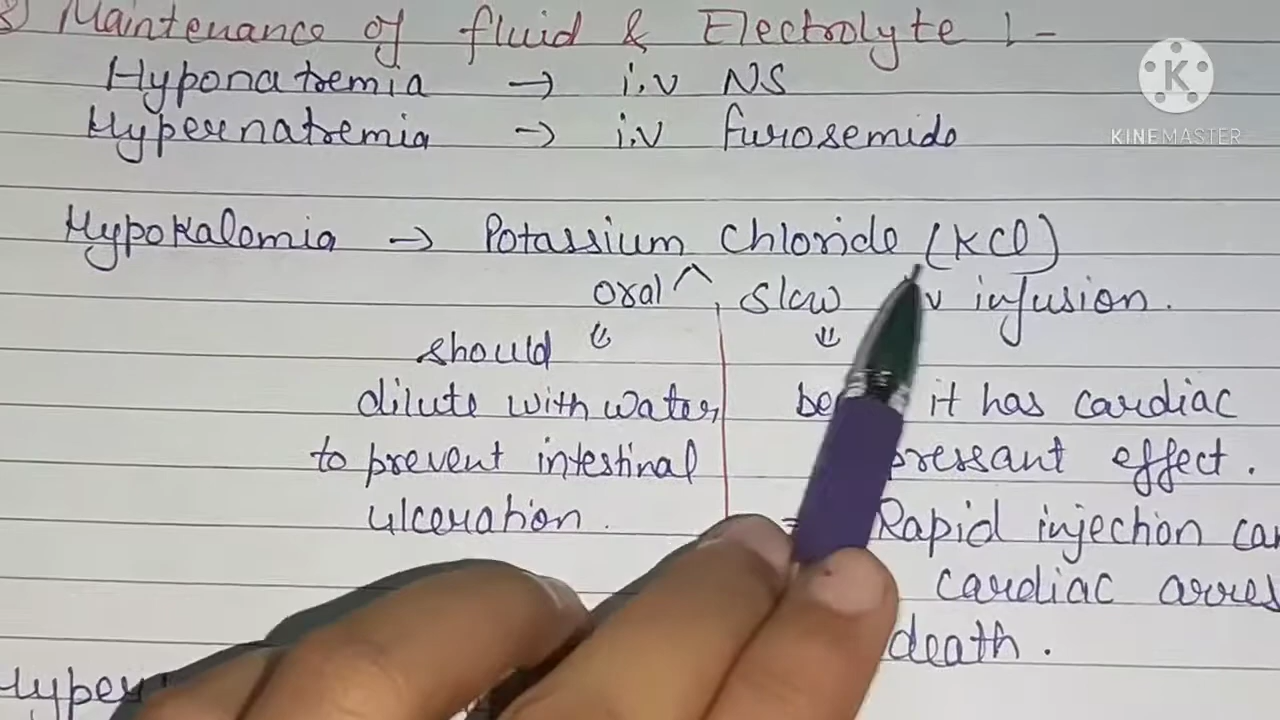 Maintenance of fluid & Electrolyte :-
Hyponatremia → i.v NS
Hypernatremia → i.v furosemide
Hypokalemia → Potassium Chloride (KCl)
oral slow infusion.
should
dilute with water, it has cardiac
to prevent intestinal effect.
ulceration. Rapid injection
cardiac
death.
K
KINEMASTER